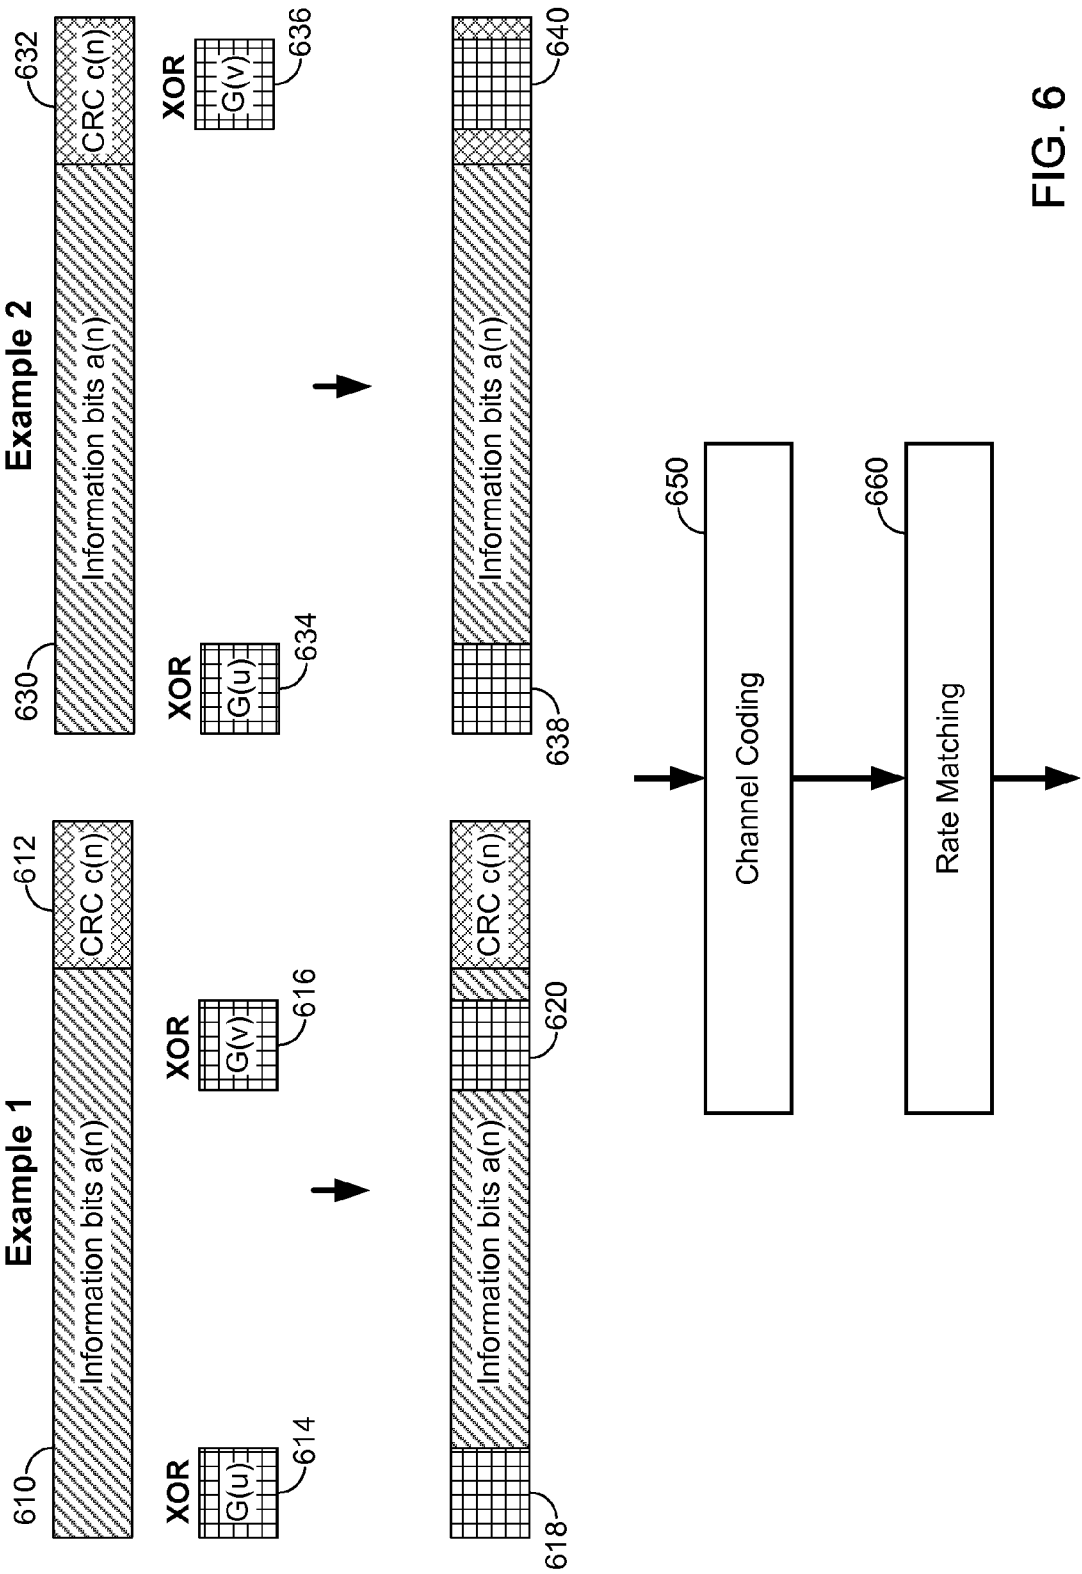 Example 1
610
612
Information bits a(n)
CRC c(n)
XOR
XOR
G(u)
G(v)
614
616
Information bits a(n)
CRC c(n)
618
620
Example 2
630
632
Information bits a(n)
CRC c(n)
XOR
XOR
G(u)
G(v)
634
636
Information bits a(n)
638
640
650
Channel Coding
660
Rate Matching
FIG. 6